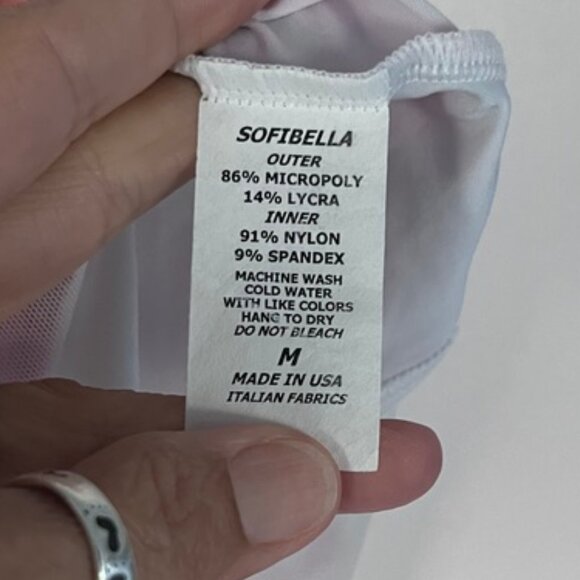 SOFIBELLA
OUTER
86% MICROPOLY
14% LYCRA
INNER
91% NYLON
9% SPANDEX
MACHINE WASH
COLD WATER
WITH LIKE COLORS
HANG TO DRY
DO NOT BLEACH
M
MADE IN USA
ITALIAN FABRICS